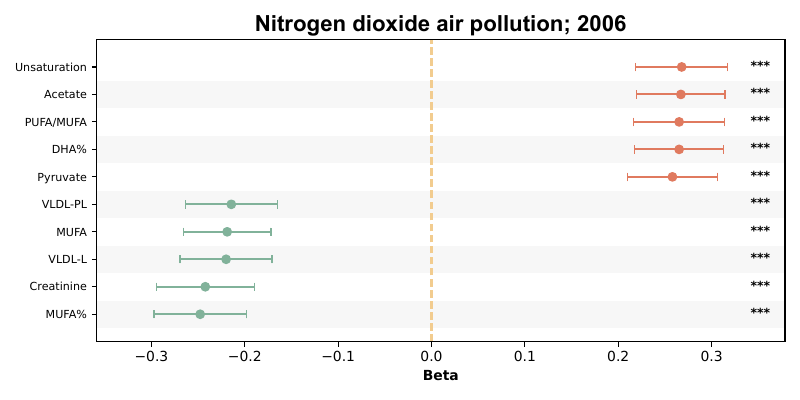 Nitrogen dioxide air pollution; 2006
Unsaturation ***
Acetate ***
PUFA/MUFA ***
DHA% ***
Pyruvate ***
VLDL-PL ***
MUFA ***
VLDL-L ***
Creatinine ***
MUFA% ***
−0.3 −0.2 −0.1 0.0 0.1 0.2 0.3
Beta